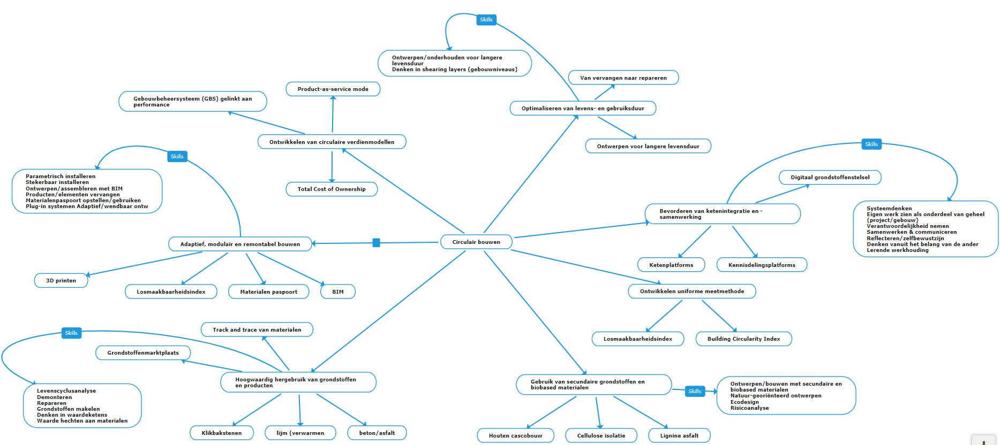 Skills
Ontwerpen/onderhouden voor langere
levensduur
Denken in shearing layers (gebouwniveaus)
Van vervangen naar repareren
Product-as-service mode
Gebouwbeheersysteem (GBS) gelinkt aan
performance
Optimaliseren van levens- en gebruiksduur
Ontwikkelen van circulaire verdienmodellen
Ontwerpen voor langere levensduur
Skills
Skills
Parametrisch installeren
Stekerbaar installeren
Ontwerpen/assembleren met BIM
Producten/elementen vervangen
Materialenpaspoort opstellen/gebruiken
Plug-in systemen Adaptief/wendbaar ontw
Total Cost of Ownership
Digitaal grondstoffenstelsel
Bevorderen van ketenintegratie en -
samenwerking
Systeemdenken
Eigen werk zien als onderdeel van geheel
(project/gebouw)
Verantwoordelijkheid nemen
Samenwerken & communiceren
Reflecteren/zelfbewustzijn
Denken vanuit het belang van de ander
Lerende werkhouding
Adaptief, modulair en remontabel bouwen
Circulair bouwen
Ketenplatforms
Kennisdelingsplatforms
3D printen
Losmaakbaarheidsindex
Materialen paspoort
BIM
Ontwikkelen uniforme meetmethode
Skills
Track and trace van materialen
Losmaakbaarheidsindex
Building Circularity Index
Grondstoffenmarktplaats
Hoogwaardig hergebruik van grondstoffen
en producten
Gebruik van secundaire grondstoffen en
biobased materialen
Skills
Ontwerpen/bouwen met secundaire en
biobased materialen
Natuur-georiënteerd ontwerpen
Ecodesign
Risicoanalyse
Levenscyclusanalyse
Demonteren
Repareren
Grondstoffen makelen
Denken in waardeketens
Waarde hechten aan materialen
Klikbakstenen
lijm (verwarmen
beton/asfalt
Houten cascobouw
Cellulose isolatie
Lignine asfalt